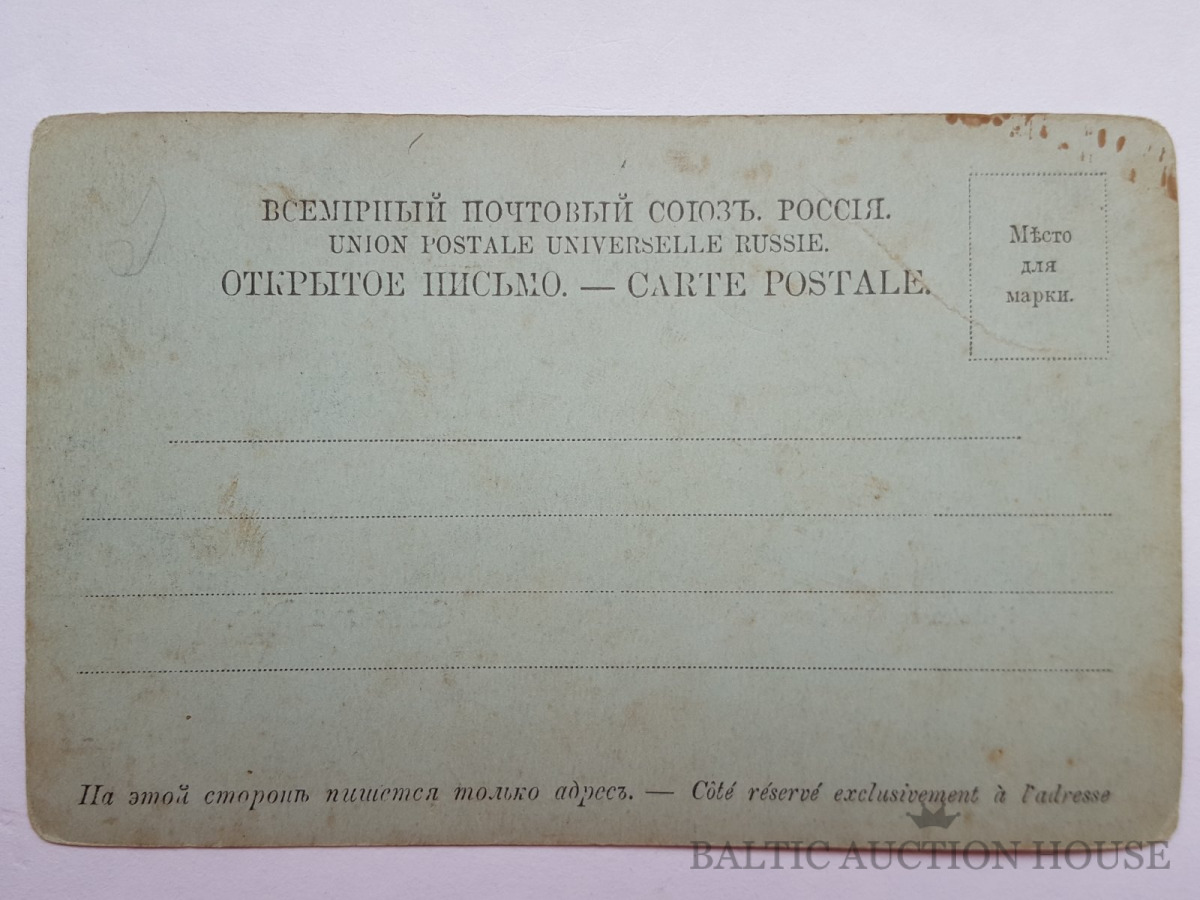 ВСЕМІРНЫЙ ПОЧТОВЫЙ СОЮЗЪ. РОССІЯ.
UNION POSTALE UNIVERSELLE RUSSIE.
ОТКРЫТОЕ ПИСЬМО. — CARTE POSTALE.
Мѣсто
для
марки.
На этой сторонѣ пишется только адресъ. — Côté réservé exclusivement à l'adresse
BALTIC AUCTION HOUSE